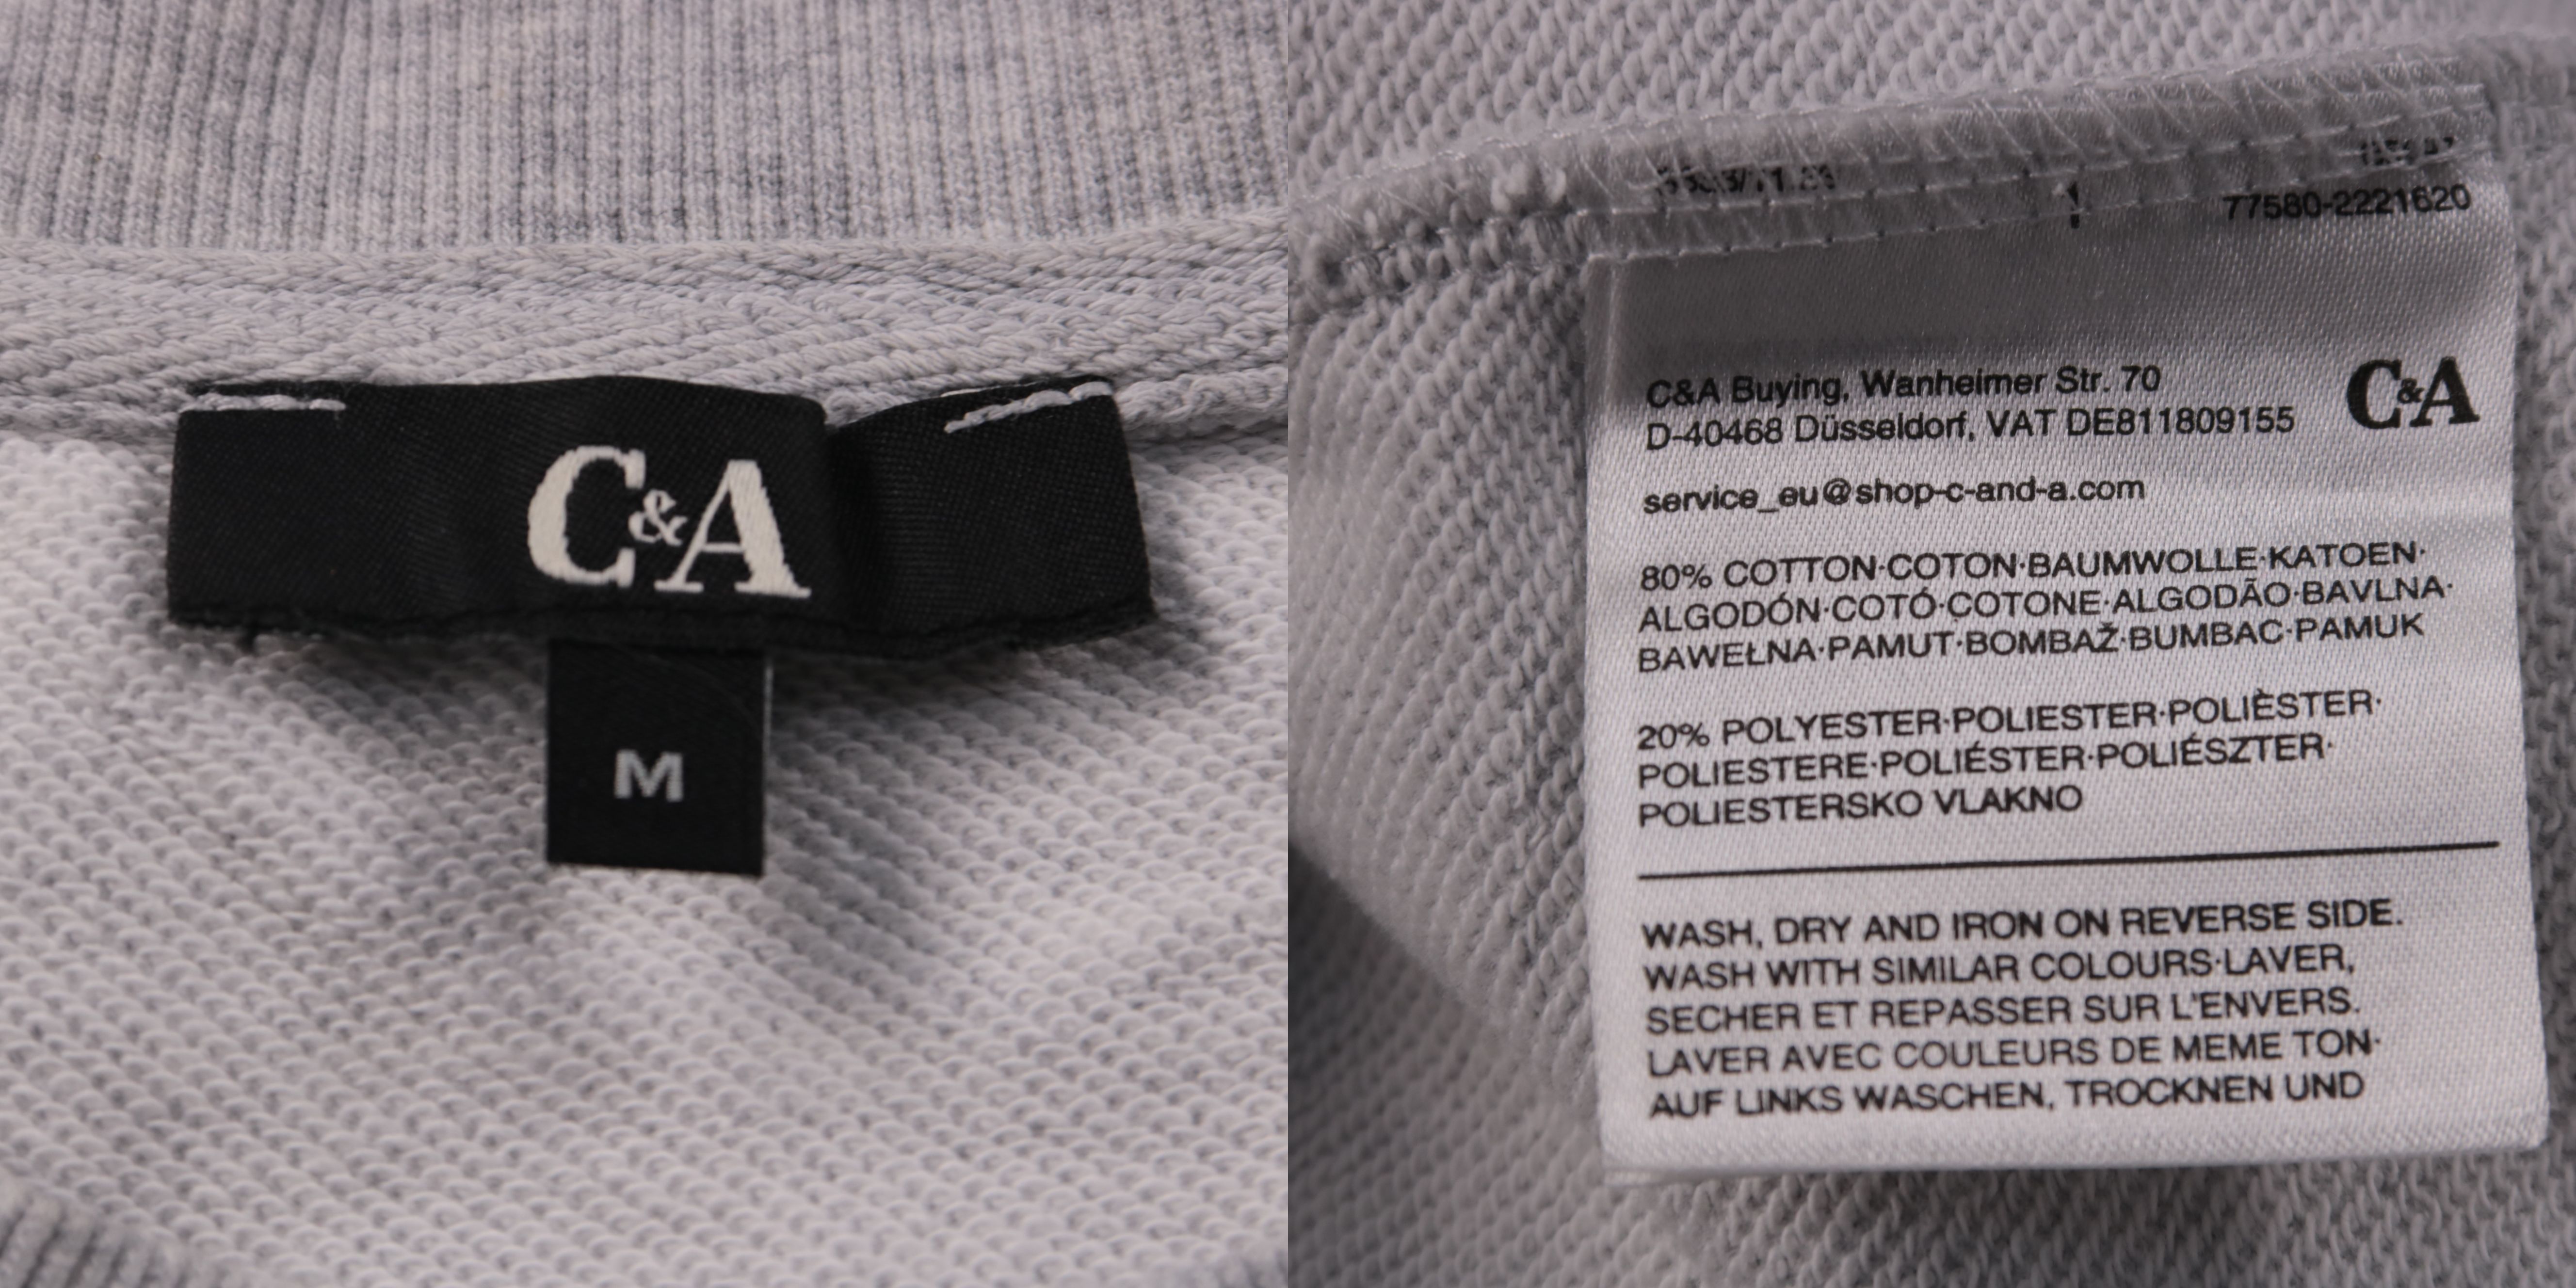 C&A
M
77580-2221620
C&A Buying, Wanheimer Str. 70
D-40468 Düsseldorf, VAT DE811809155
C&A
service_eu@shop-c-and-a.com
80% COTTON·COTON·BAUMWOLLE·KATOEN·
ALGODÓN·COTÓ·COTONE·ALGODÃO·BAVLNA·
BAWEŁNA·PAMUT·BOMBAŽ·BUMBAC·PAMUK
20% POLYESTER·POLIESTER·POLIÈSTER·
POLIESTERE·POLIÉSTER·POLIÉSZTER·
POLIESTERSKO VLAKNO
WASH, DRY AND IRON ON REVERSE SIDE.
WASH WITH SIMILAR COLOURS·LAVER,
SECHER ET REPASSER SUR L'ENVERS.
LAVER AVEC COULEURS DE MEME TON·
AUF LINKS WASCHEN, TROCKNEN UND